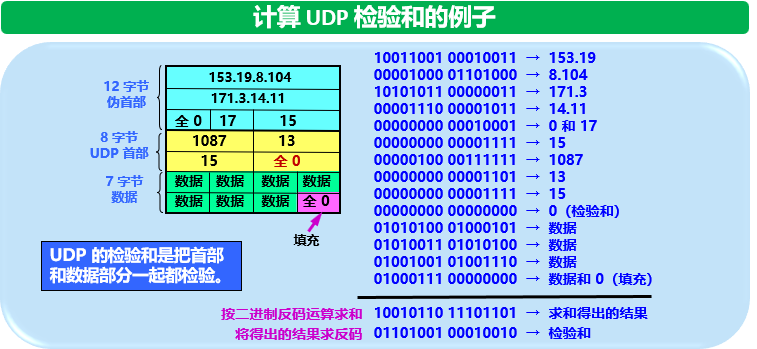 计算 UDP 检验和的例子
12 字节
伪首部
153.19.8.104
171.3.14.11
全 0 17 15
8 字节
UDP 首部
1087 13
15 全 0
7 字节
数据
数据 数据 数据 数据
数据 数据 数据 全 0
填充
UDP 的检验和是把首部
和数据部分一起都检验。
10011001 00010011 → 153.19
00001000 01101000 → 8.104
10101011 00000011 → 171.3
00001110 00001011 → 14.11
00000000 00010001 → 0 和 17
00000000 00001111 → 15
00000100 00111111 → 1087
00000000 00001101 → 13
00000000 00001111 → 15
00000000 00000000 → 0（检验和）
01010100 01000101 → 数据
01010011 01010100 → 数据
01001001 01001110 → 数据
01000111 00000000 → 数据和 0（填充）
按二进制反码运算求和 10010110 11101101 → 求和得出的结果
将得出的结果求反码 01101001 00010010 → 检验和